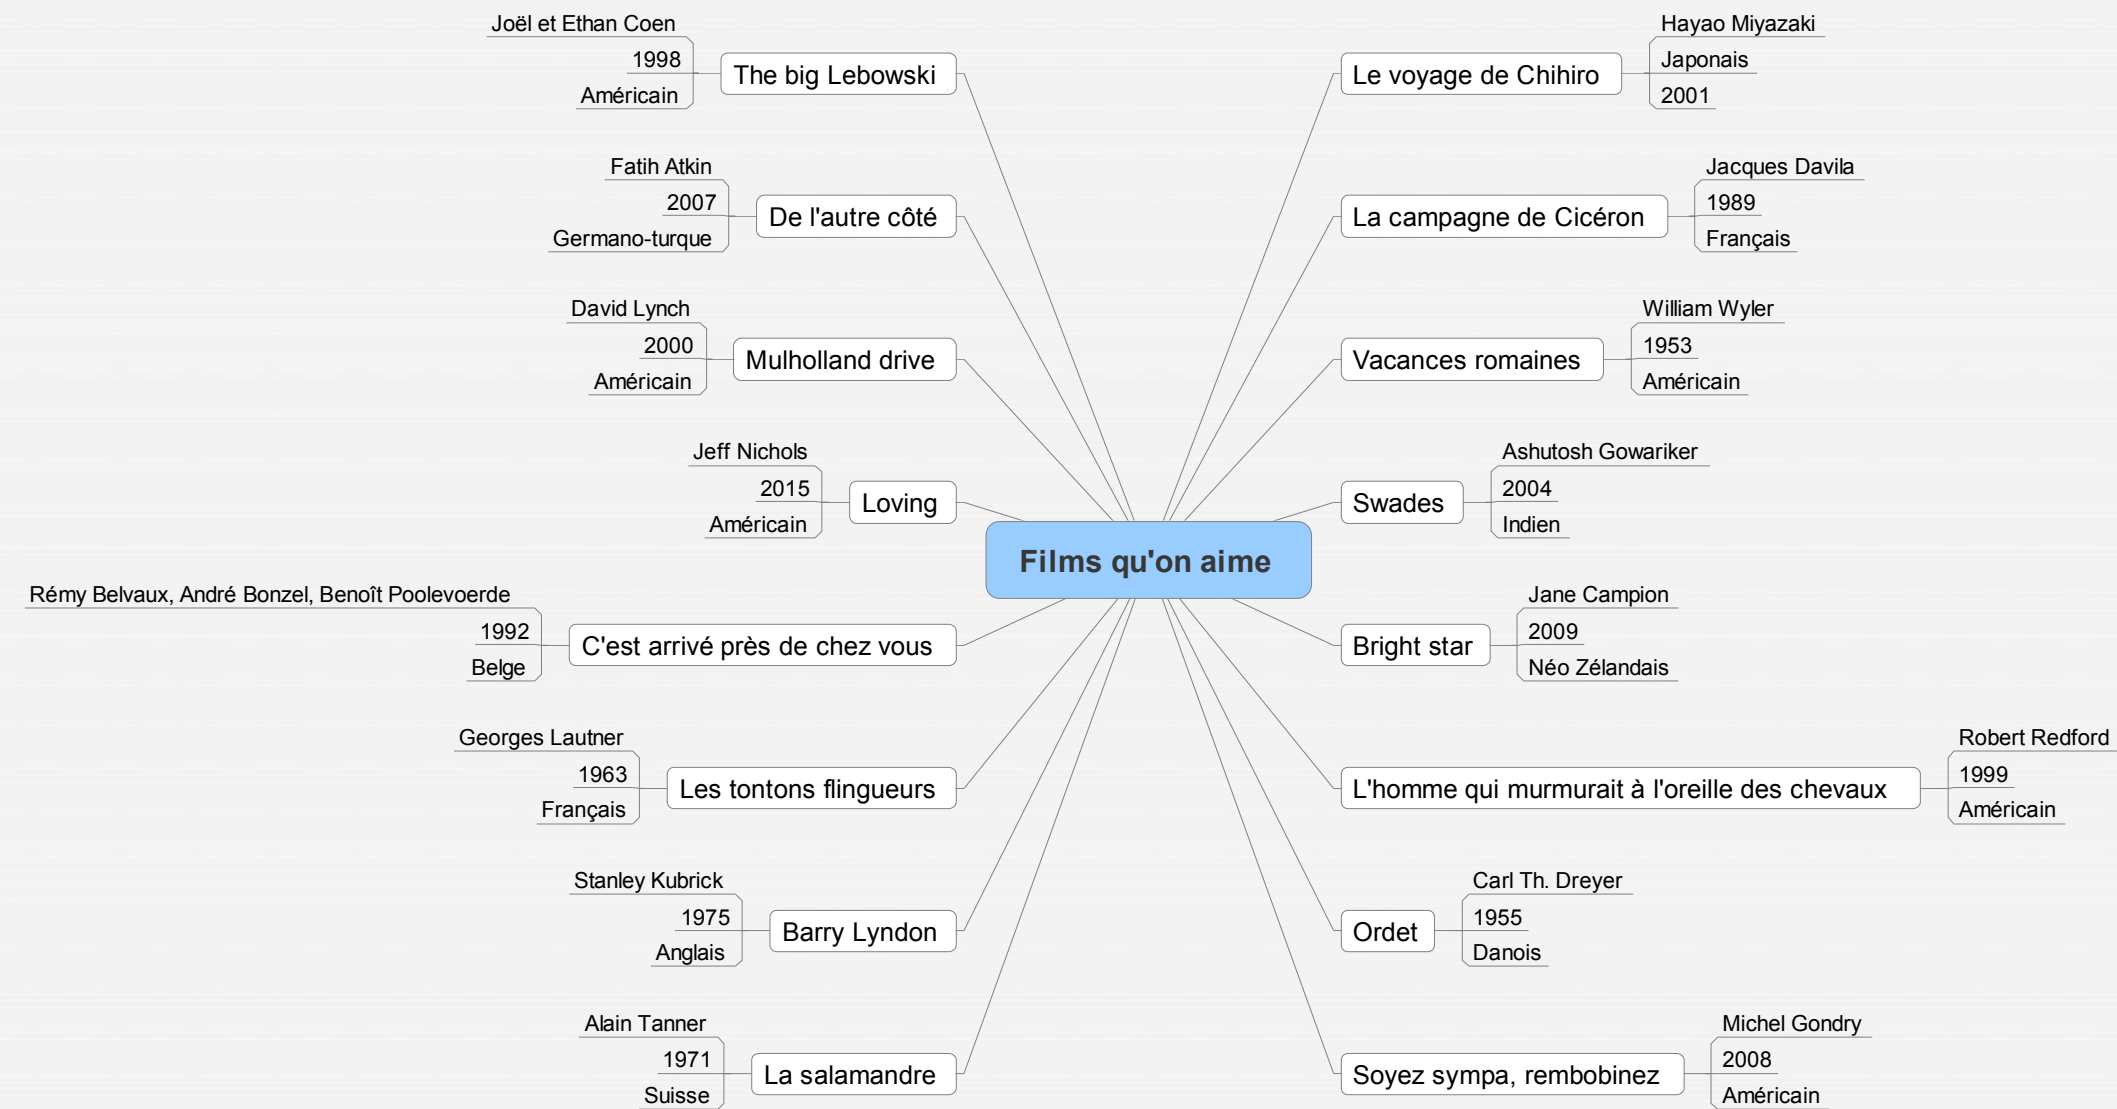 Films qu'on aime
Le voyage de Chihiro
Hayao Miyazaki
Japonais
2001
La campagne de Cicéron
Jacques Davila
1989
Français
Vacances romaines
William Wyler
1953
Américain
Swades
Ashutosh Gowariker
2004
Indien
Bright star
Jane Campion
2009
Néo Zélandais
L'homme qui murmurait à l'oreille des chevaux
Robert Redford
1999
Américain
Ordet
Carl Th. Dreyer
1955
Danois
Soyez sympa, rembobinez
Michel Gondry
2008
Américain
The big Lebowski
Joël et Ethan Coen
1998
Américain
De l'autre côté
Fatih Atkin
2007
Germano-turque
Mulholland drive
David Lynch
2000
Américain
Loving
Jeff Nichols
2015
Américain
C'est arrivé près de chez vous
Rémy Belvaux, André Bonzel, Benoît Poolevoerde
1992
Belge
Les tontons flingueurs
Georges Lautner
1963
Français
Barry Lyndon
Stanley Kubrick
1975
Anglais
La salamandre
Alain Tanner
1971
Suisse